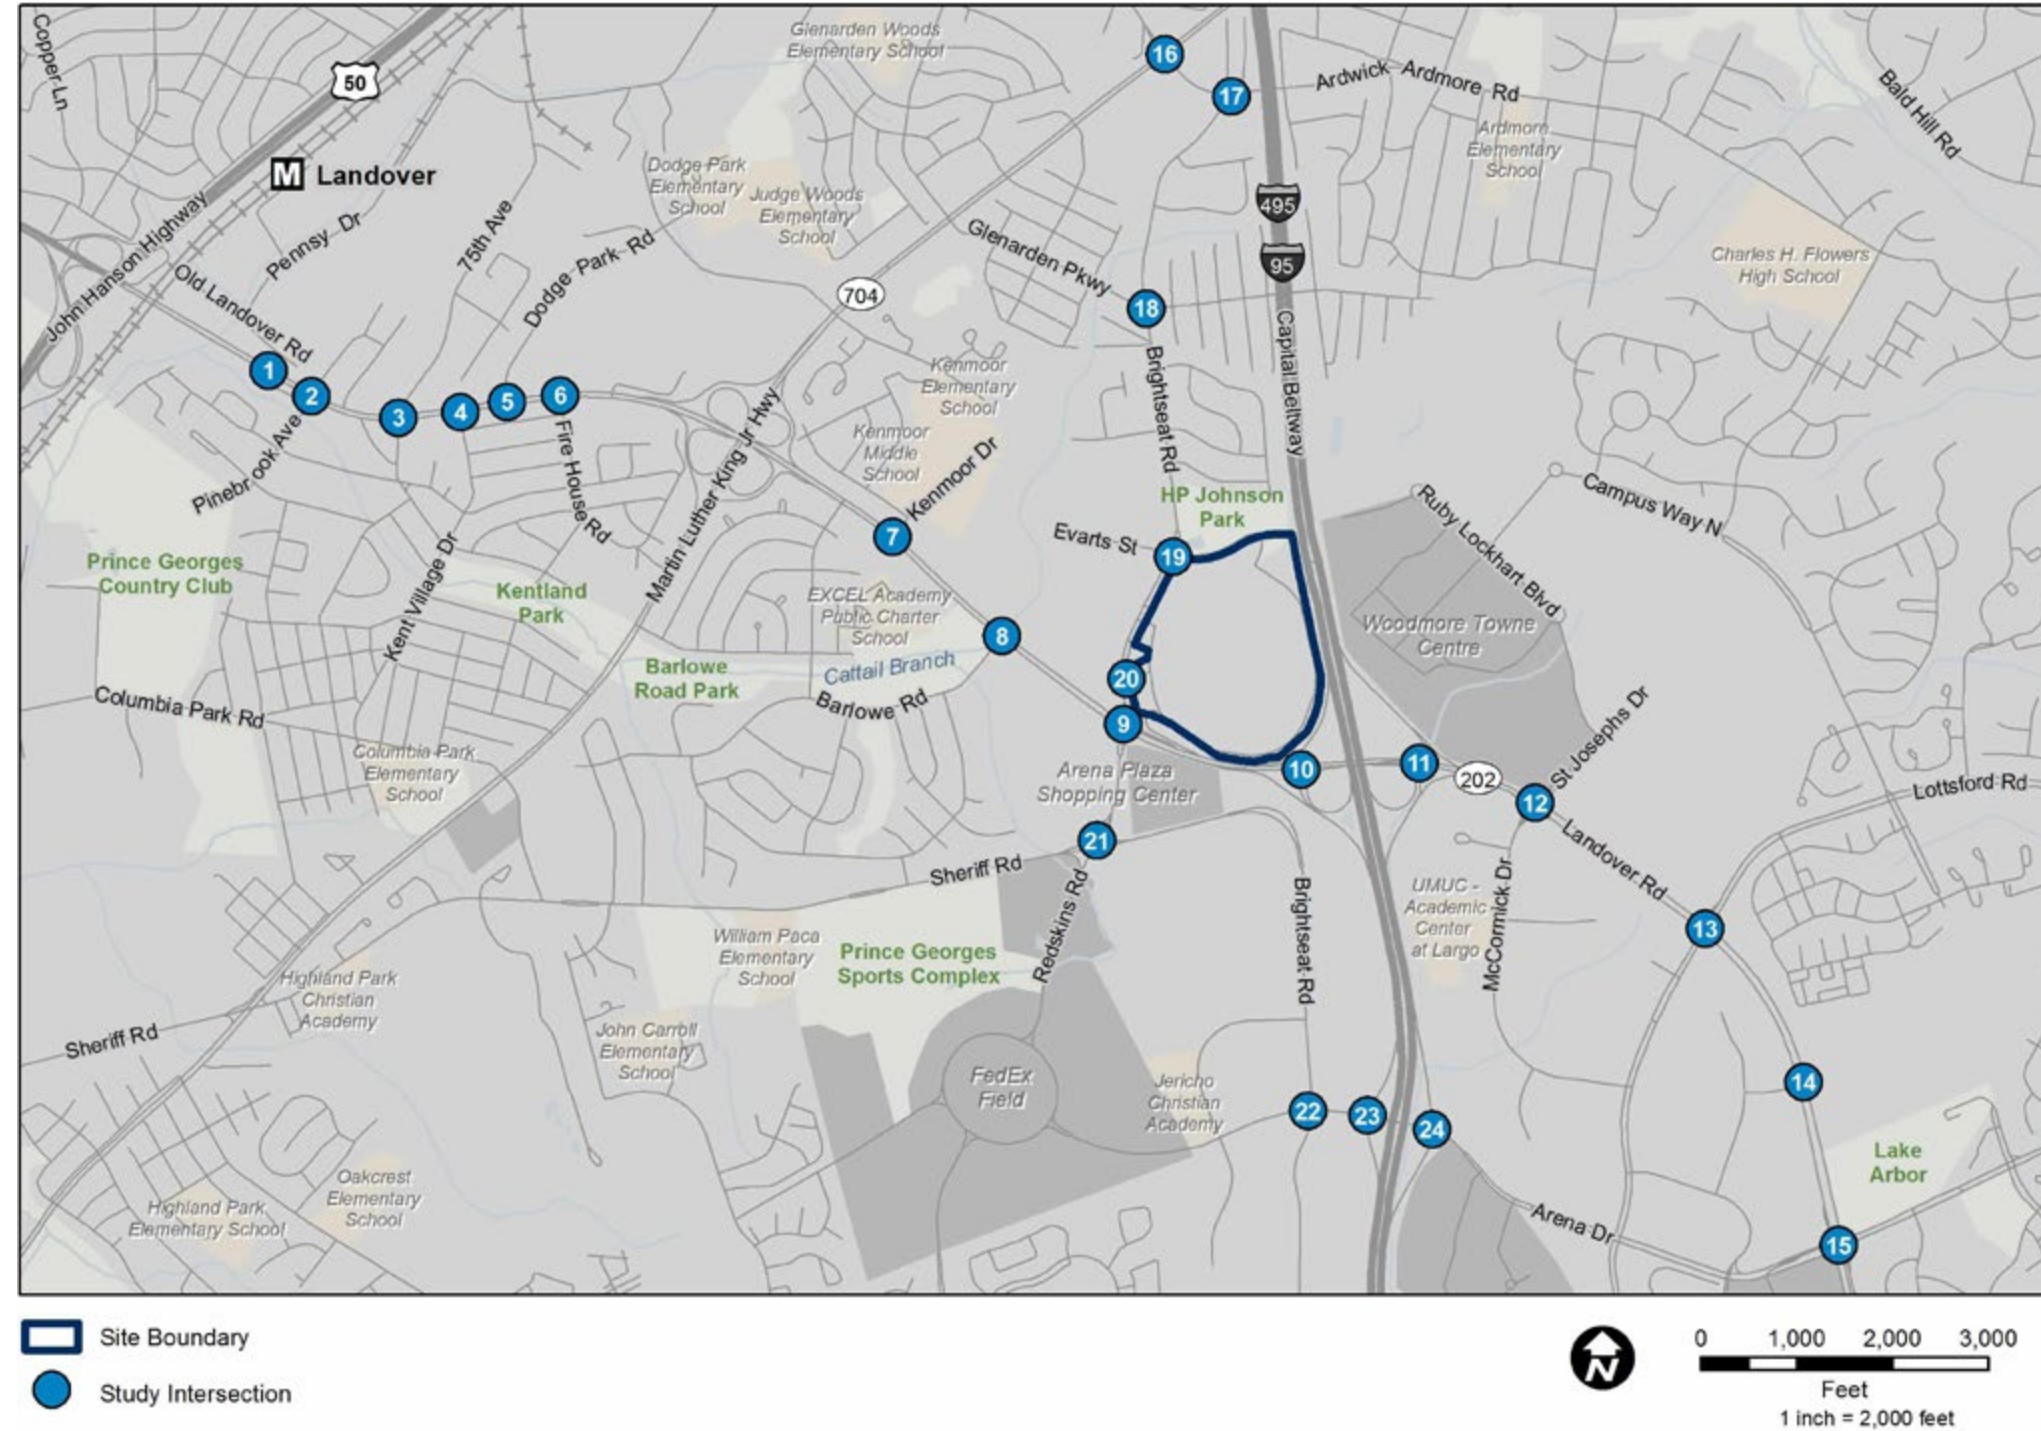 Copper Ln
50
M Landover
John Hanson Highway
Old Landover Rd
Pennsy Dr
75th Ave
Dodge Park Rd
Glenarden Woods
Elementary School
Dodge Park
Elementary
School
Judge Woods
Elementary
School
704
Glenarden Pkwy
16
17
Ardwick Ardmore Rd
Ardmore
Elementary
School
Bald Hill Rd
495
95
Capital Beltway
Charles H. Flowers
High School
18
Brightseat Rd
1
2
3
4
5
6
Pinebrook Ave
Fire House Rd
Martin Luther King Jr Hwy
Kenmoor
Elementary
School
Kenmoor
Middle
School
Kenmoor Dr
7
HP Johnson
Park
Evarts St
19
Ruby Lockhart Blvd
Campus Way N
Prince Georges
Country Club
Kent Village Dr
Kentland
Park
EXCEL Academy
Public Charter
School
8
Woodmore Towne
Centre
Barlowe
Road Park
Cattail Branch
Barlowe Rd
20
9
Columbia Park Rd
Columbia Park
Elementary
School
Arena Plaza
Shopping Center
10
11
202
12
St Josephs Dr
Lottsford Rd
Landover Rd
21
Sheriff Rd
Redskins Rd
Brightseat Rd
UMUC -
Academic
Center
at Largo
McCormick Dr
13
William Paca
Elementary
School
Prince Georges
Sports Complex
Highland Park
Christian
Academy
Sheriff Rd
John Carroll
Elementary
School
FedEx
Field
Jericho
Christian
Academy
22
23
24
14
Lake
Arbor
Oakcrest
Elementary
School
Highland Park
Elementary School
Arena Dr
15
Site Boundary
Study Intersection
N
0 1,000 2,000 3,000
Feet
1 inch = 2,000 feet